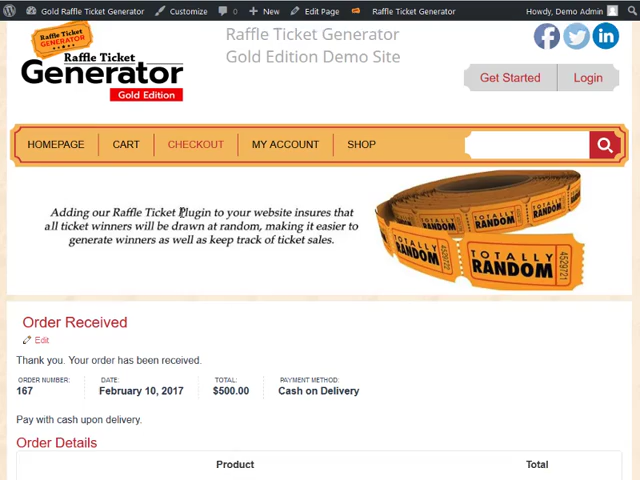 Gold Raffle Ticket Generator Customize 0 New Edit Page Raffle Ticket Generator Howdy, Demo Admin
Raffle Ticket
GENERATOR
Raffle Ticket
Generator
Gold Edition
Raffle Ticket Generator
Gold Edition Demo Site
Get Started Login
HOMEPAGE CART CHECKOUT MY ACCOUNT SHOP
Adding our Raffle Ticket Plugin to your website insures that
all ticket winners will be drawn at random, making it easier to
generate winners as well as keep track of ticket sales.
TOTALLY
RANDOM
4529722
TOTALLY
RANDOM
4529721
Order Received
Edit
Thank you. Your order has been received.
ORDER NUMBER: DATE: TOTAL: PAYMENT METHOD:
167 February 10, 2017 $500.00 Cash on Delivery
Pay with cash upon delivery.
Order Details
Product Total